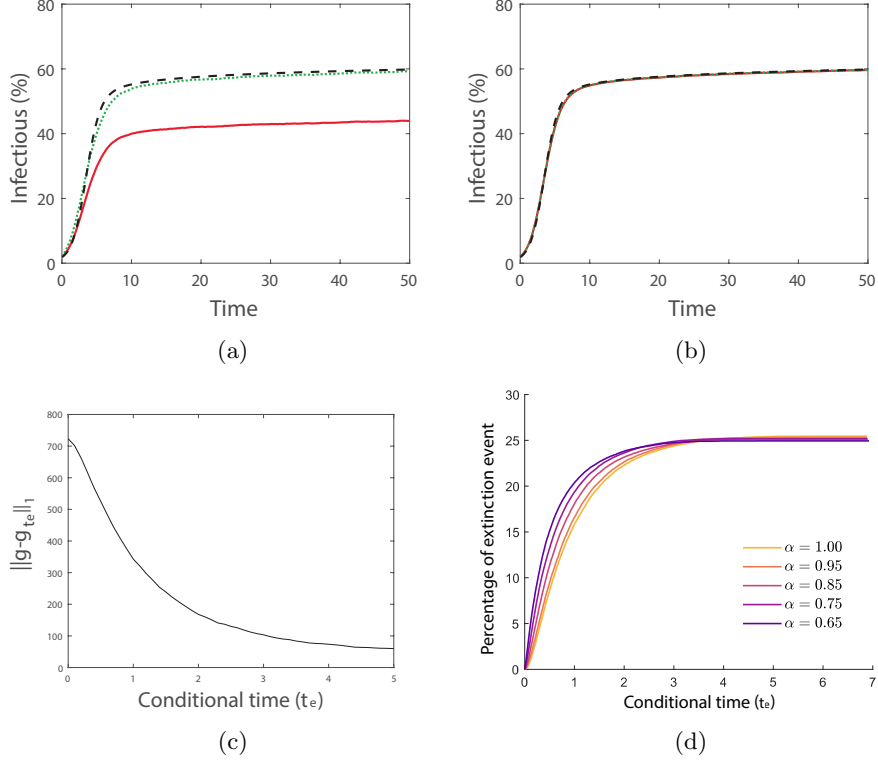 80
60
40
20
0
0 10 20 30 40 50
Infectious (%)
Time
(a)
80
60
40
20
0
0 10 20 30 40 50
Infectious (%)
Time
(b)
800
700
600
500
400
300
200
100
0
0 1 2 3 4 5
||g-g_te||_1
Conditional time (te)
(c)
30
25
20
15
10
5
0
0 1 2 3 4 5 6 7
Percentage of extinction event
α = 1.00
α = 0.95
α = 0.85
α = 0.75
α = 0.65
Conditional time (te)
(d)